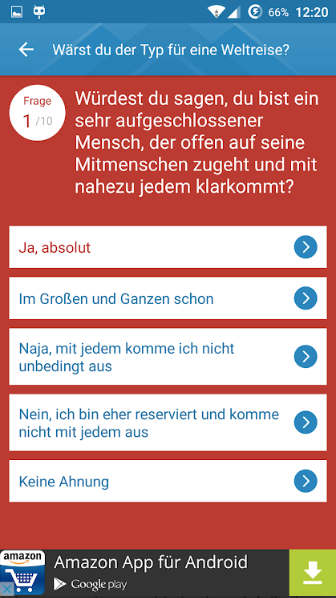 66% 12:20
Wärst du der Typ für eine Weltreise?
Frage
1/10
Würdest du sagen, du bist ein
sehr aufgeschlossener
Mensch, der offen auf seine
Mitmenschen zugeht und mit
nahezu jedem klarkommt?
Ja, absolut
Im Großen und Ganzen schon
Naja, mit jedem komme ich nicht
unbedingt aus
Nein, ich bin eher reserviert und komme
nicht mit jedem aus
Keine Ahnung
amazon
Amazon App für Android
Google play